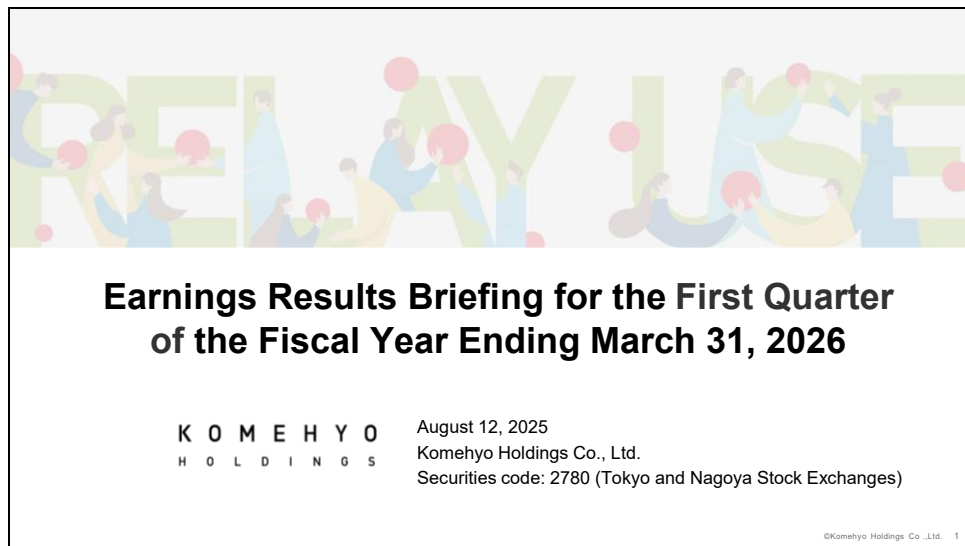 RELAY USE
Earnings Results Briefing for the First Quarter
of the Fiscal Year Ending March 31, 2026
KOMEHYO
HOLDINGS
August 12, 2025
Komehyo Holdings Co., Ltd.
Securities code: 2780 (Tokyo and Nagoya Stock Exchanges)
©Komehyo Holdings Co .,Ltd. 1